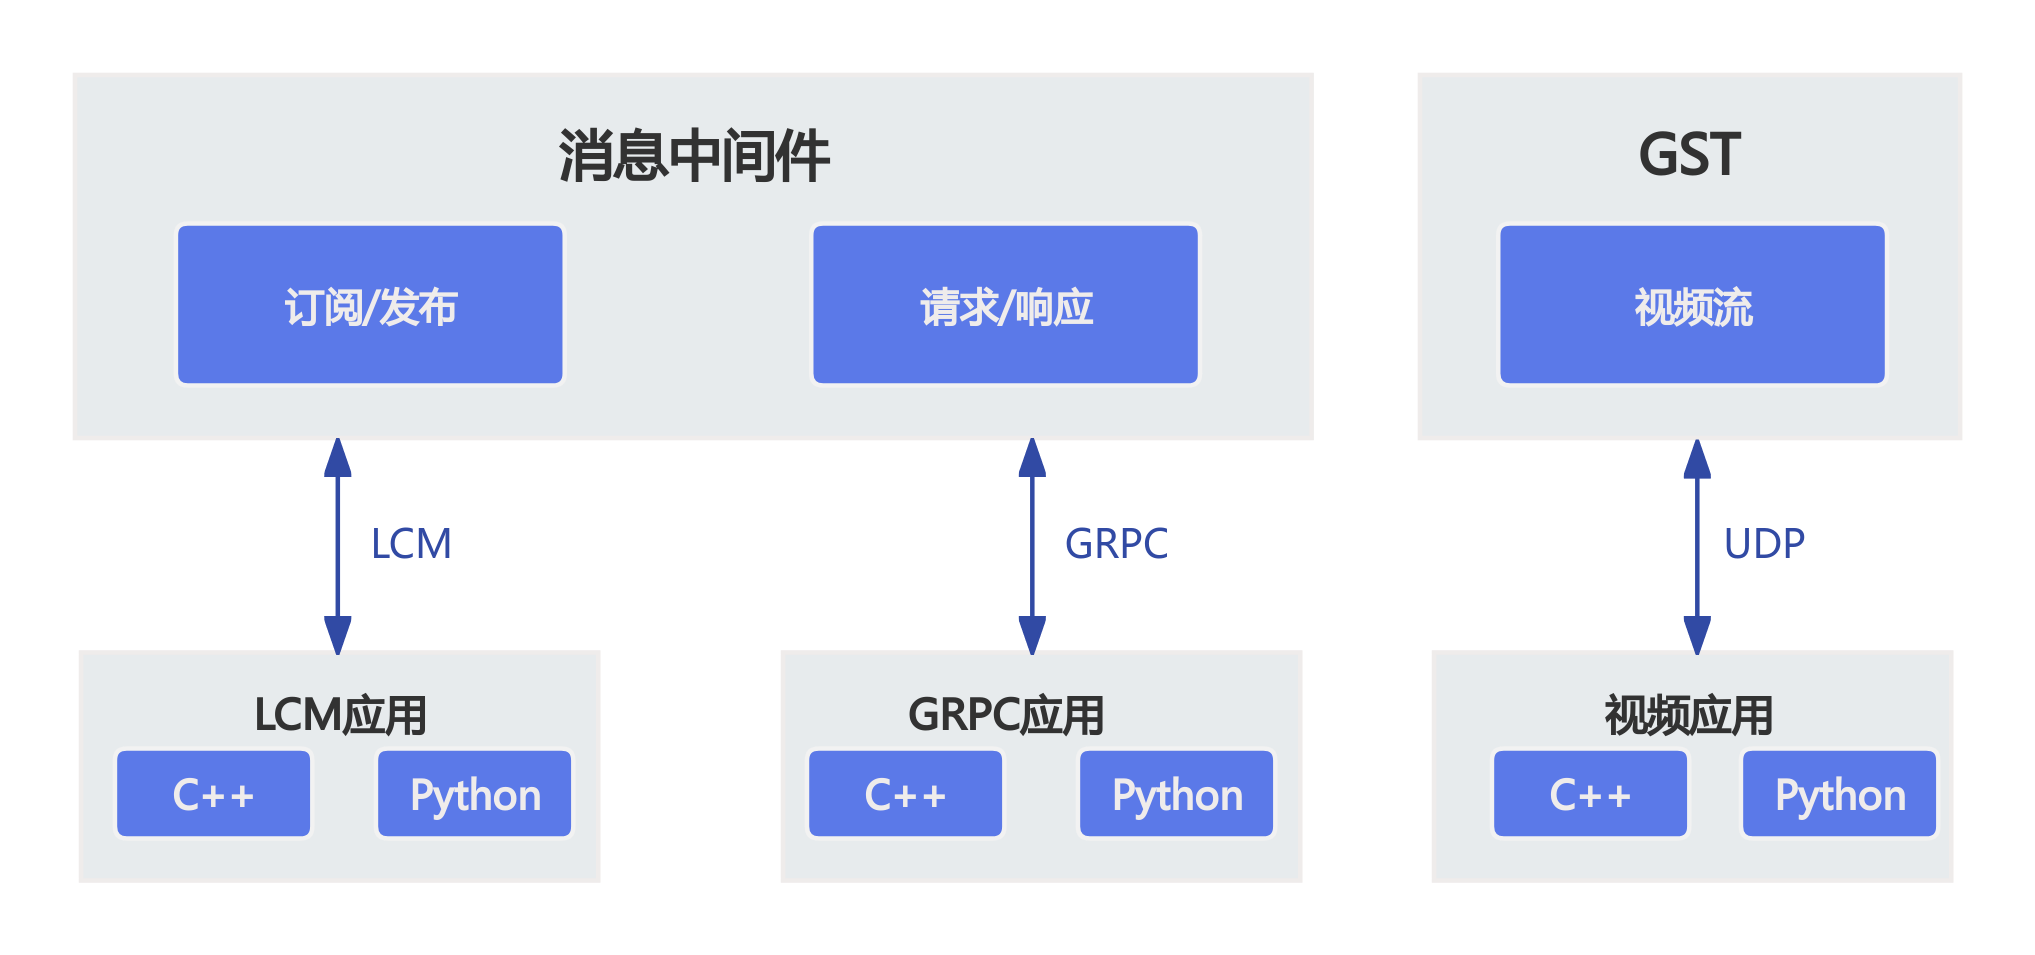 消息中间件
GST
订阅/发布
请求/响应
视频流
LCM
GRPC
UDP
LCM应用
GRPC应用
视频应用
C++
Python
C++
Python
C++
Python